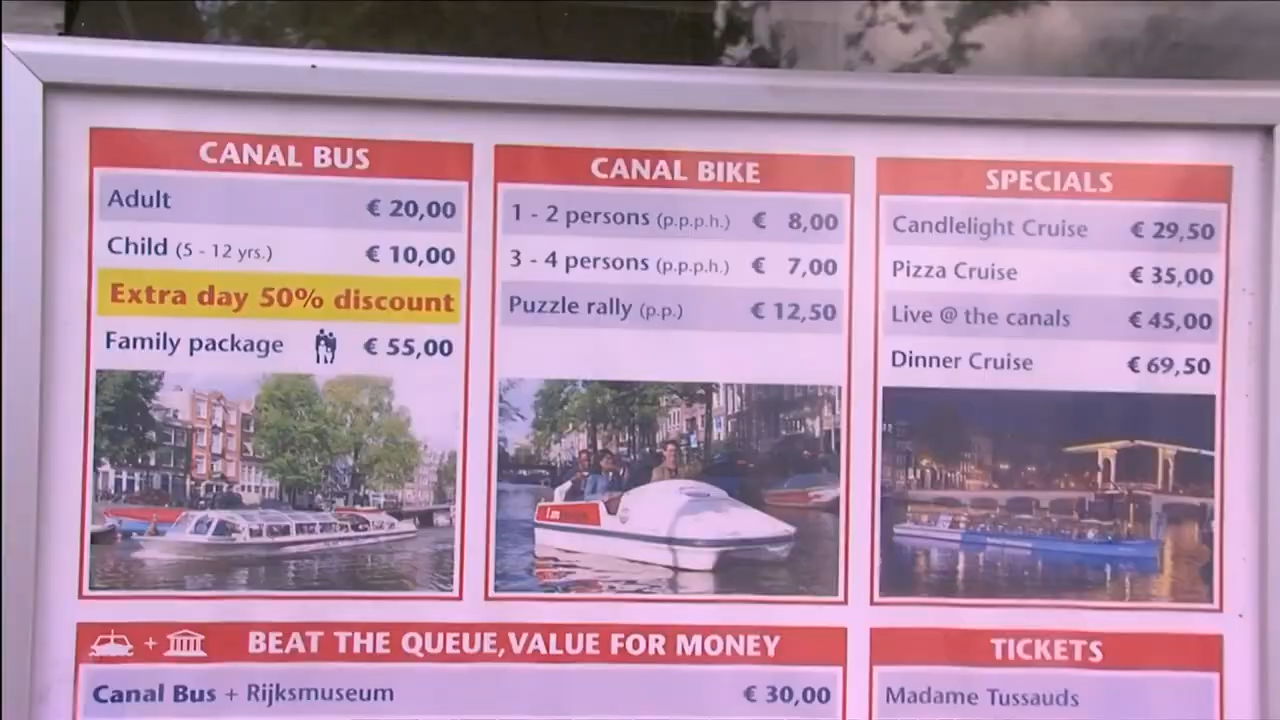 CANAL BUS
Adult € 20,00
Child (5 - 12 yrs.) € 10,00
Extra day 50% discount
Family package € 55,00
CANAL BIKE
1 - 2 persons (p.p.p.h.) € 8,00
3 - 4 persons (p.p.p.h.) € 7,00
Puzzle rally (p.p.) € 12,50
SPECIALS
Candlelight Cruise € 29,50
Pizza Cruise € 35,00
Live @ the canals € 45,00
Dinner Cruise € 69,50
+ BEAT THE QUEUE, VALUE FOR MONEY
Canal Bus + Rijksmuseum € 30,00
TICKETS
Madame Tussauds